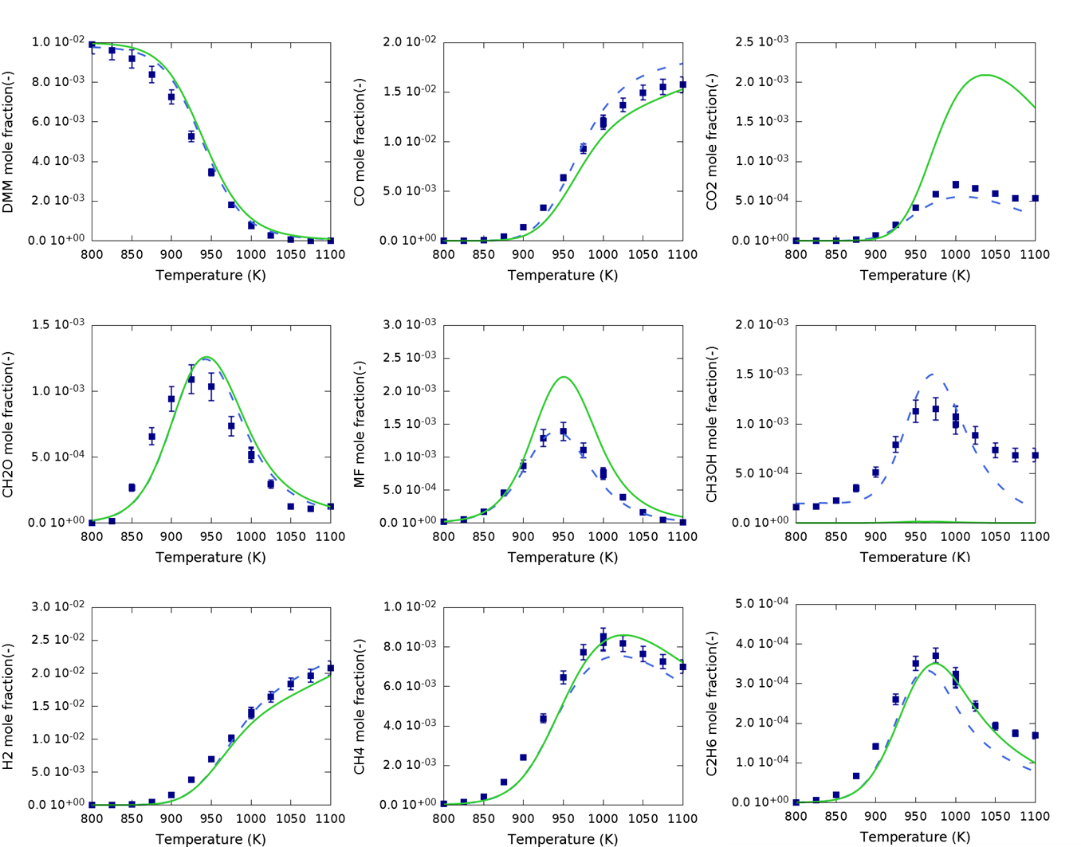 1.0 10-02
8.0 10-03
6.0 10-03
4.0 10-03
2.0 10-03
0.0 10+00
DMM mole fraction(-)
800 850 900 950 1000 1050 1100
Temperature (K)
2.0 10-02
1.5 10-02
1.0 10-02
5.0 10-03
0.0 10+00
CO mole fraction(-)
800 850 900 950 1000 1050 1100
Temperature (K)
2.5 10-03
2.0 10-03
1.5 10-03
1.0 10-03
5.0 10-04
0.0 10+00
CO2 mole fraction(-)
800 850 900 950 1000 1050 1100
Temperature (K)
1.5 10-03
1.0 10-03
5.0 10-04
0.0 10+00
CH2O mole fraction(-)
800 850 900 950 1000 1050 1100
Temperature (K)
3.0 10-03
2.5 10-03
2.0 10-03
1.5 10-03
1.0 10-03
5.0 10-04
0.0 10+00
MF mole fraction(-)
800 850 900 950 1000 1050 1100
Temperature (K)
2.0 10-03
1.5 10-03
1.0 10-03
5.0 10-04
0.0 10+00
CH3OH mole fraction(-)
800 850 900 950 1000 1050 1100
Temperature (K)
3.0 10-02
2.5 10-02
2.0 10-02
1.5 10-02
1.0 10-02
5.0 10-03
0.0 10+00
H2 mole fraction(-)
800 850 900 950 1000 1050 1100
Temperature (K)
1.0 10-02
8.0 10-03
6.0 10-03
4.0 10-03
2.0 10-03
0.0 10+00
CH4 mole fraction(-)
800 850 900 950 1000 1050 1100
Temperature (K)
5.0 10-04
4.0 10-04
3.0 10-04
2.0 10-04
1.0 10-04
0.0 10+00
C2H6 mole fraction(-)
800 850 900 950 1000 1050 1100
Temperature (K)